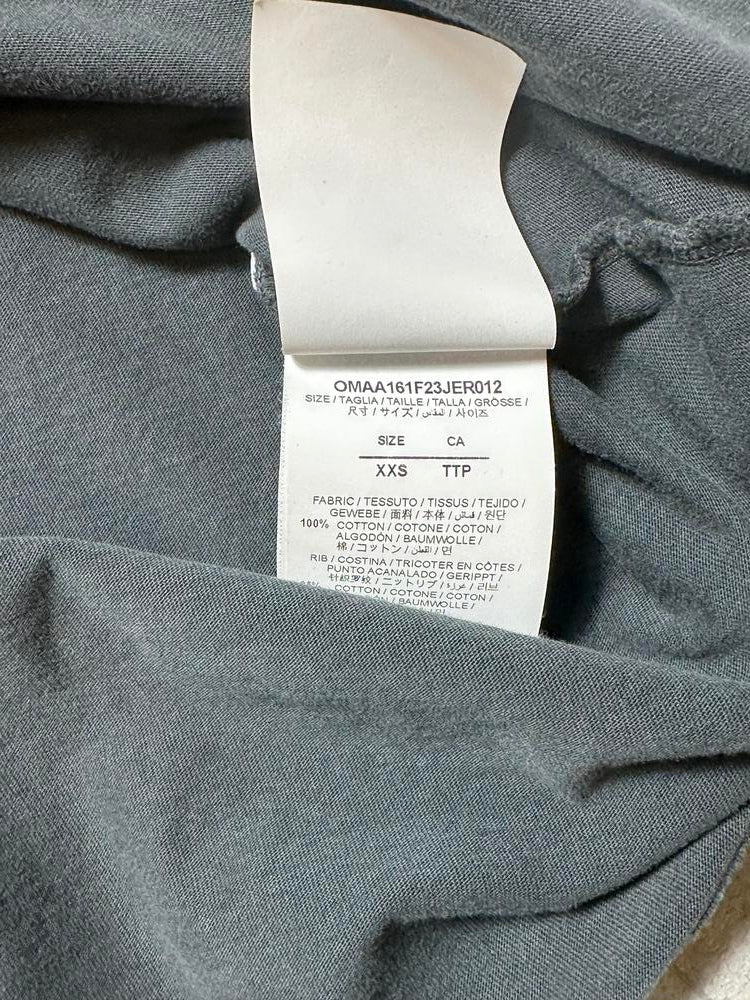 OMAA161F23JER012
SIZE / TAGLIA / TAILLE / TALLA / GRÖSSE /
尺寸 / サイズ / المقاس / 사이즈
SIZE CA
XXS TTP
FABRIC / TESSUTO / TISSUS / TEJIDO /
GEWEBE / 面料 / 本体 / قماش / 원단
100% COTTON / COTONE / COTON /
ALGODÓN / BAUMWOLLE /
棉 / コットン / القطن / 면
RIB / COSTINA / TRICOTER EN CÔTES /
PUNTO ACANALADO / GERIPPT /
针织罗纹 / ニットリブ / / 리브
COTTON / COTONE / COTON /
/ BAUMWOLLE /